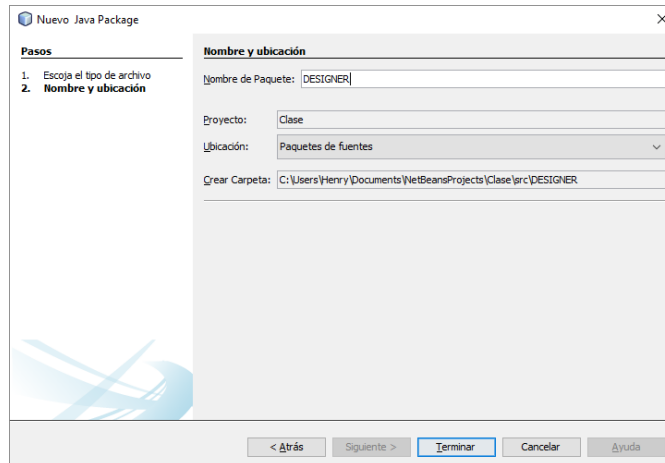 Nuevo Java Package
Pasos
1. Escoja el tipo de archivo
2. Nombre y ubicación
Nombre y ubicación
Nombre de Paquete: DESIGNER
Proyecto: Clase
Ubicación: Paquetes de fuentes
Crear Carpeta: C:\Users\Henry\Documents\NetBeansProjects\Clase\src\DESIGNER
< Atrás Siguiente > Terminar Cancelar Ayuda